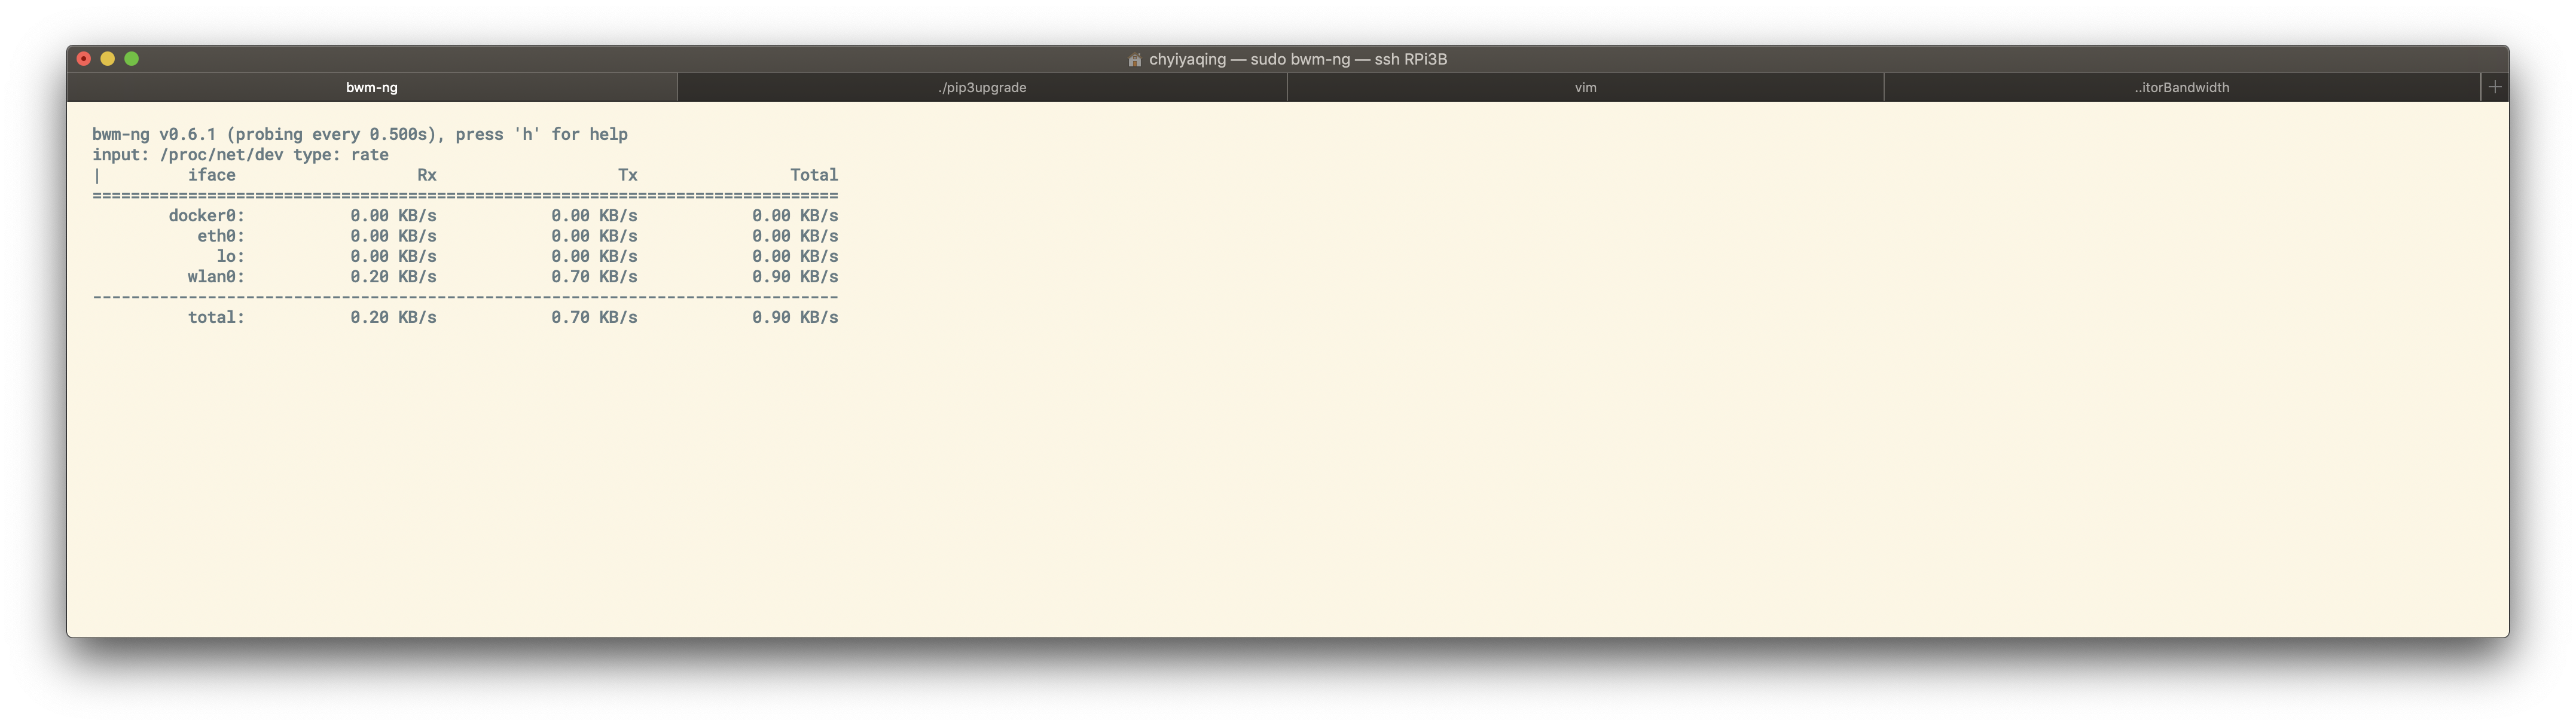 chyiyaqing — sudo bwm-ng — ssh RPi3B
bwm-ng ./pip3upgrade vim ..itorBandwidth +
bwm-ng v0.6.1 (probing every 0.500s), press 'h' for help
input: /proc/net/dev type: rate
|         iface                   Rx                   Tx                Total
==============================================================================
        docker0:           0.00 KB/s            0.00 KB/s            0.00 KB/s
           eth0:           0.00 KB/s            0.00 KB/s            0.00 KB/s
             lo:           0.00 KB/s            0.00 KB/s            0.00 KB/s
          wlan0:           0.20 KB/s            0.70 KB/s            0.90 KB/s
------------------------------------------------------------------------------
          total:           0.20 KB/s            0.70 KB/s            0.90 KB/s